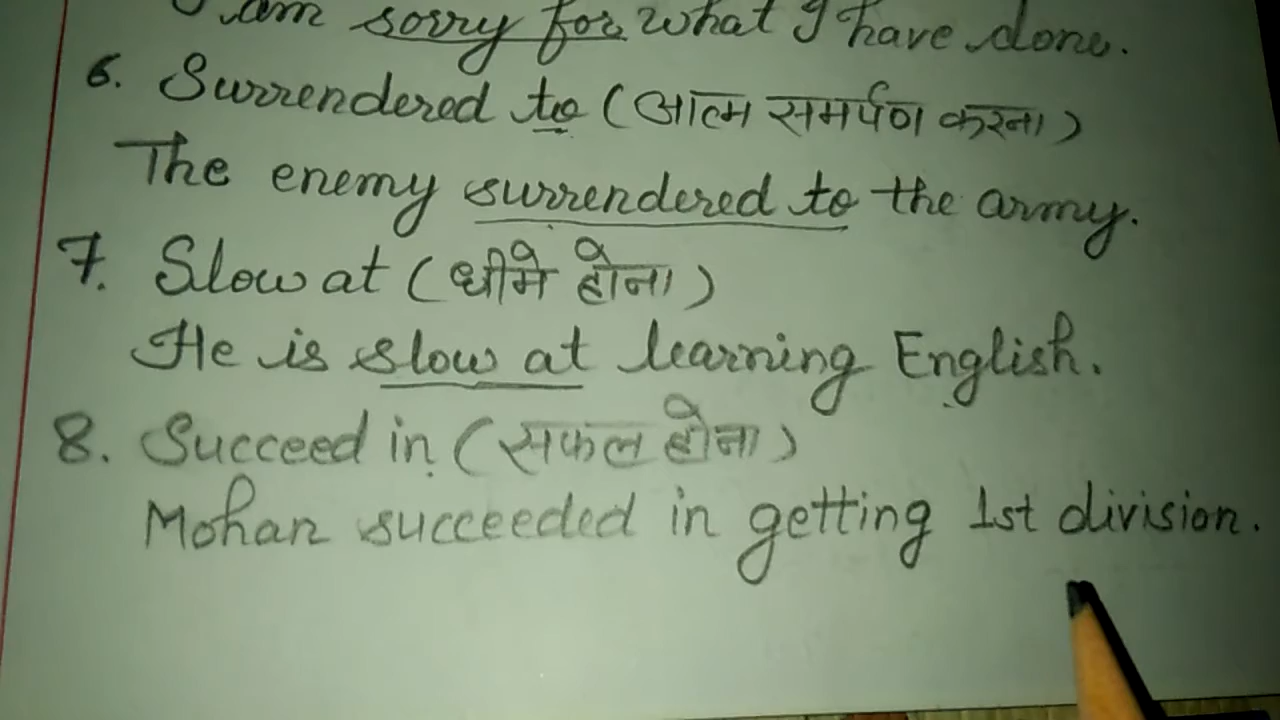 I am sorry for what I have done.
6. Surrendered to (आत्म समर्पण करना)
The enemy surrendered to the army.
7. Slow at (धीमे होना)
He is slow at learning English.
8. Succeed in (सफल होना)
Mohan succeeded in getting 1st division.